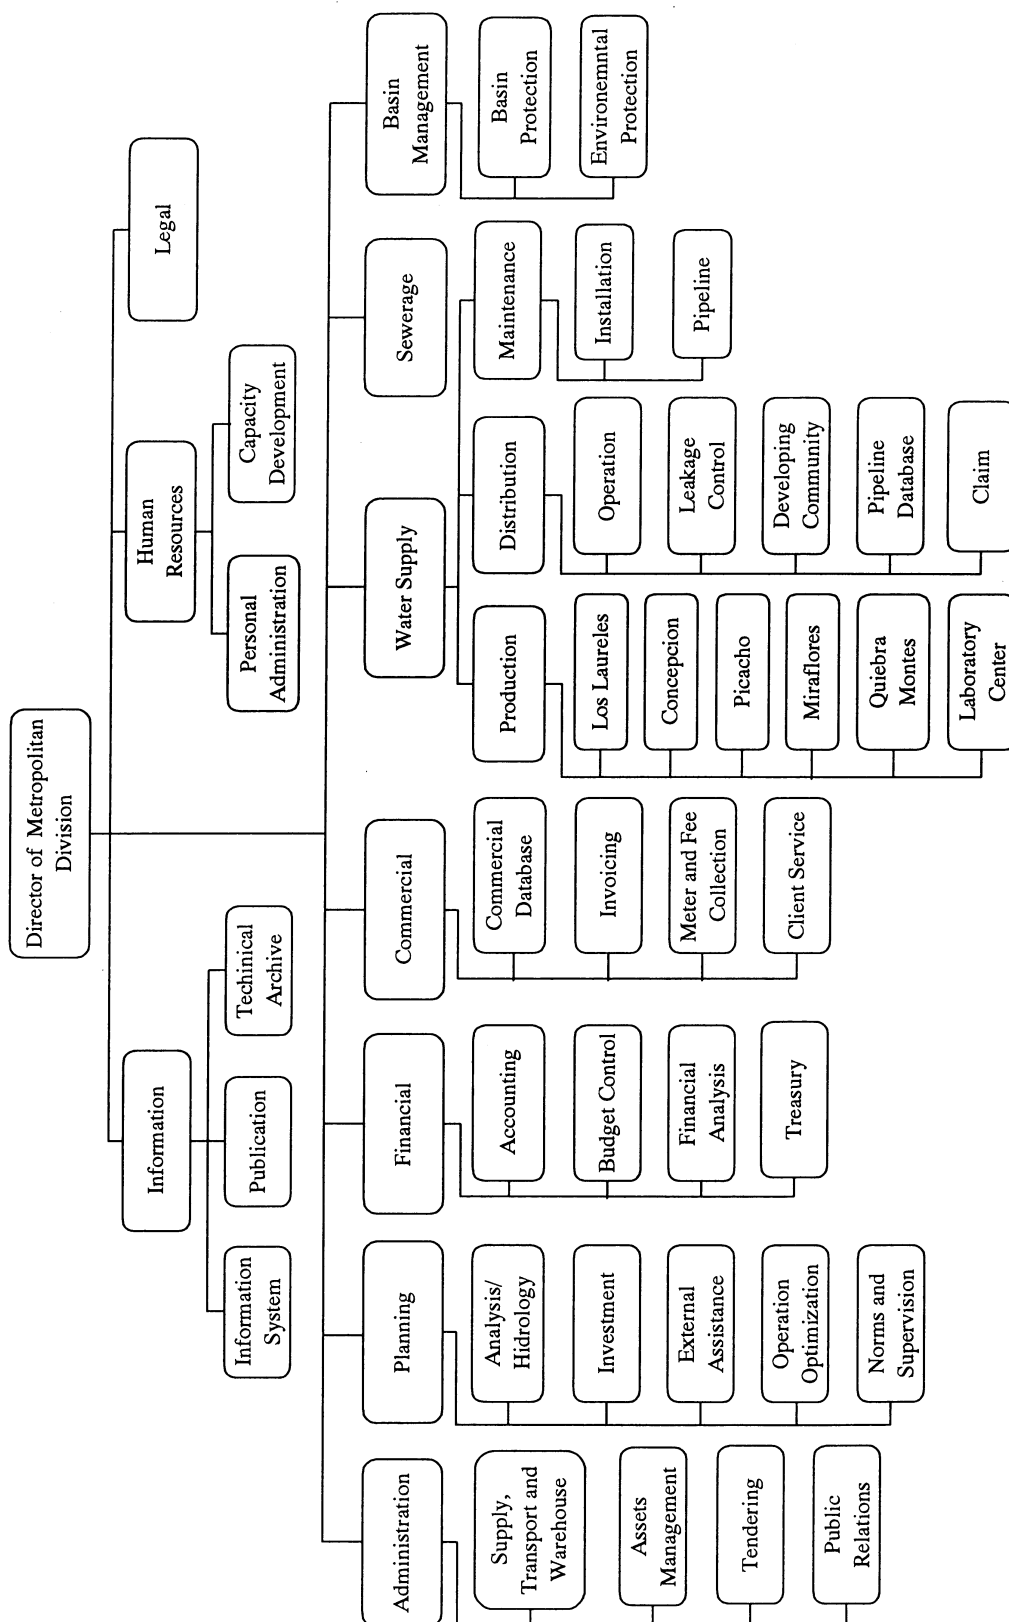 Director of Metropolitan
Division
Information
Human
Resources
Legal
Information
System
Publication
Techinical
Archive
Personal
Administration
Capacity
Development
Administration
Planning
Financial
Commercial
Water Supply
Sewerage
Basin
Management
Supply,
Transport and
Warehouse
Assets
Management
Tendering
Public
Relations
Analysis/
Hidrology
Investment
External
Assistance
Operation
Optimization
Norms and
Supervision
Accounting
Budget Control
Financial
Analysis
Treasury
Commercial
Database
Invoicing
Meter and Fee
Collection
Client Service
Production
Los Laureles
Concepcion
Picacho
Miraflores
Quiebra
Montes
Laboratory
Center
Distribution
Operation
Leakage
Control
Developing
Community
Pipeline
Database
Claim
Maintenance
Installation
Pipeline
Basin
Protection
Environemntal
Protection